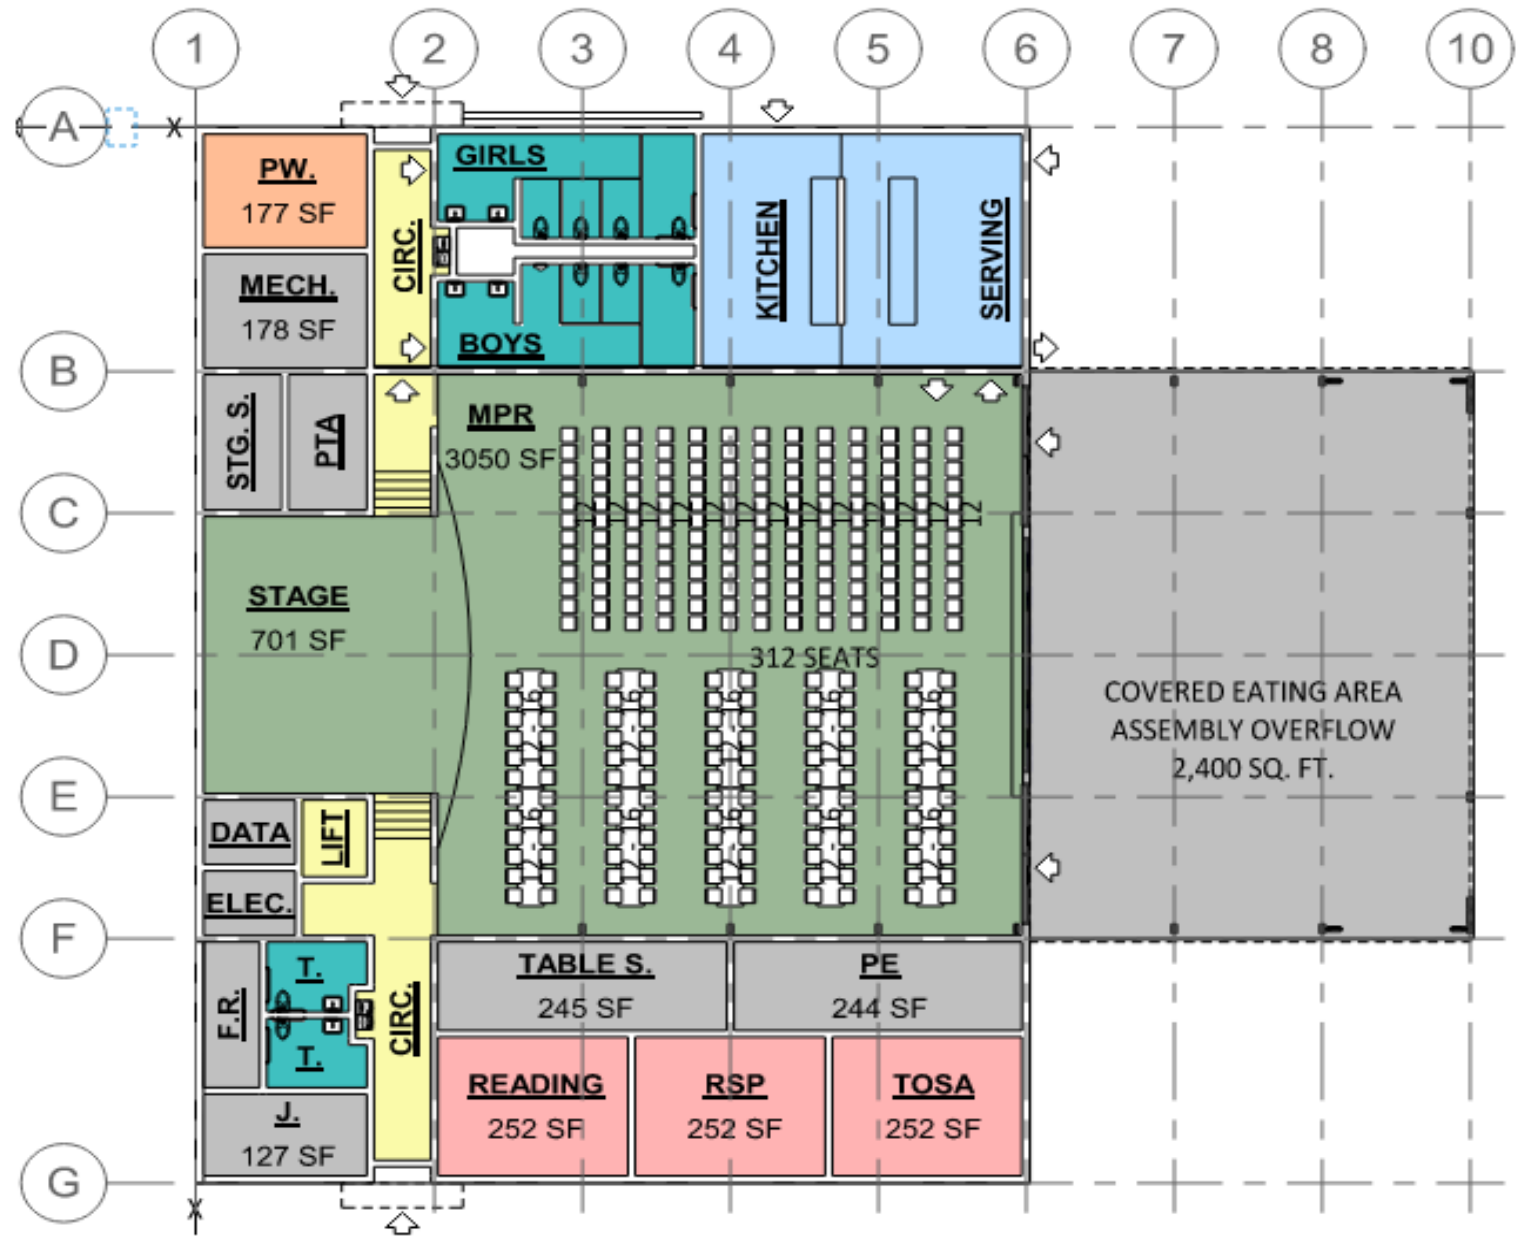 1 2 3 4 5 6 7 8 10
A
B
C
D
E
F
G
X
PW.
177 SF
MECH.
178 SF
CIRC.
GIRLS
BOYS
KITCHEN
SERVING
STG. S.
PTA
MPR
3050 SF
12
STAGE
701 SF
312 SEATS
COVERED EATING AREA
ASSEMBLY OVERFLOW
2,400 SQ. FT.
DATA
LIFT
ELEC.
F.R.
T.
T.
CIRC.
J.
127 SF
TABLE S.
245 SF
PE
244 SF
READING
252 SF
RSP
252 SF
TOSA
252 SF
X